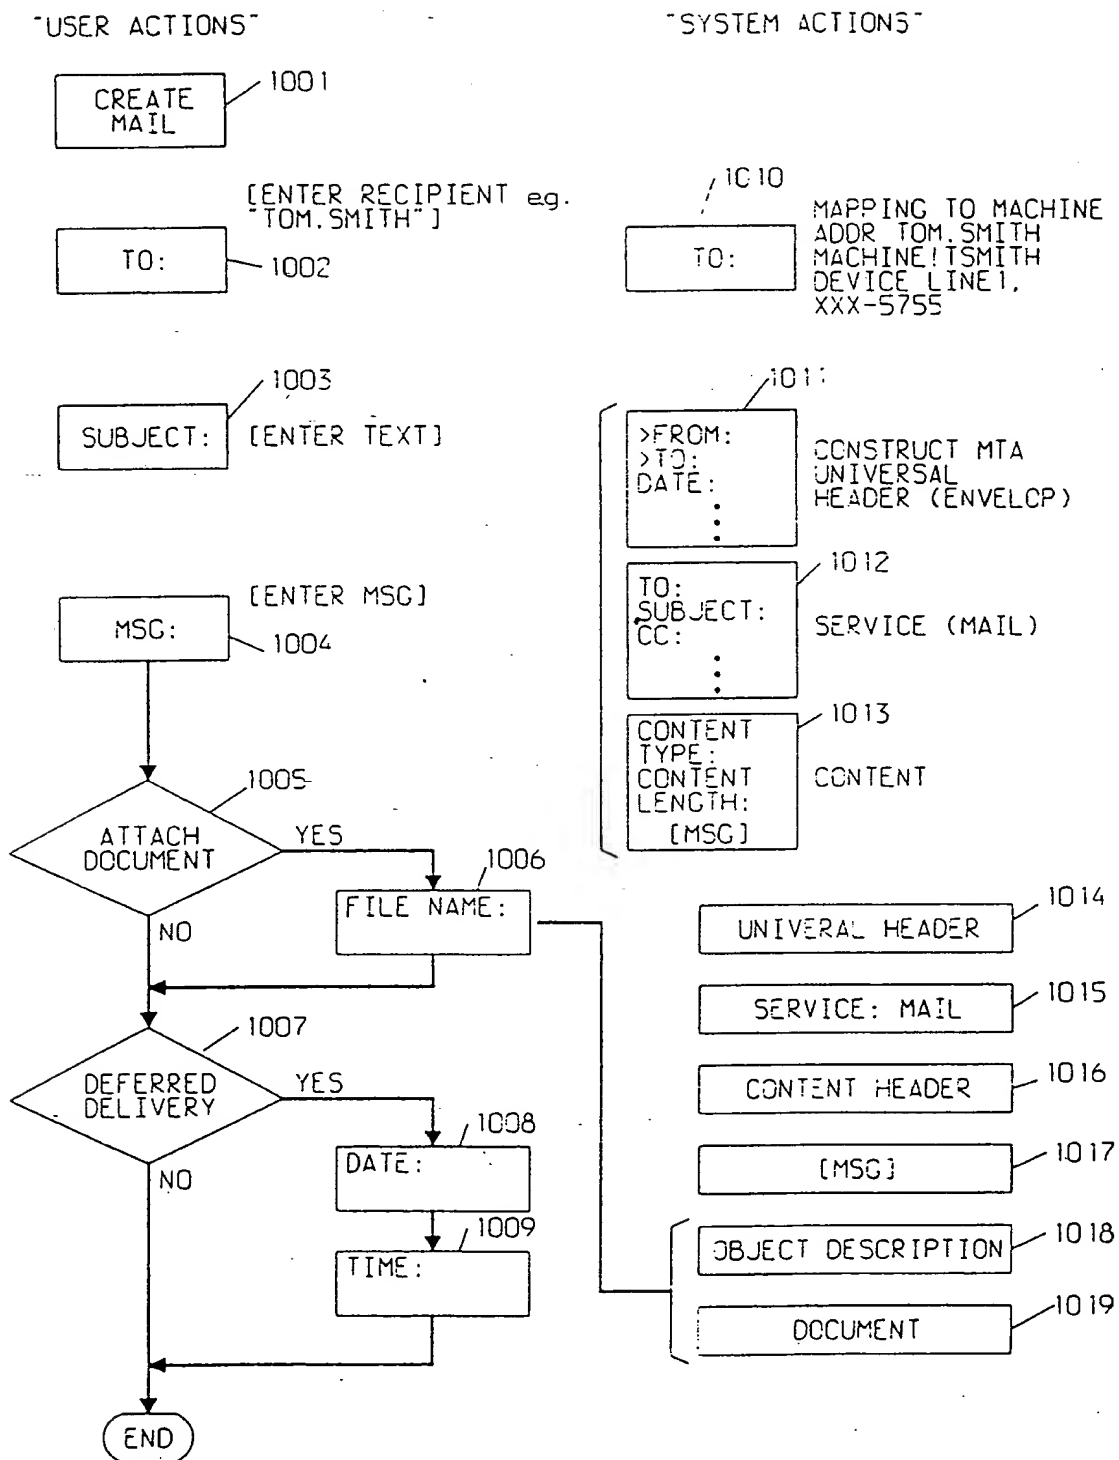 "USER ACTIONS"
"SYSTEM ACTIONS"
1001
CREATE
MAIL
[ENTER RECIPIENT e.g.
"TOM.SMITH"]
TO:
1002
1010
TO:
MAPPING TO MACHINE
ADDR TOM.SMITH
MACHINE!TSMITH
DEVICE LINE1,
XXX-5755
1003
SUBJECT:
[ENTER TEXT]
1011
>FROM:
>TO:
DATE:
CONSTRUCT MTA
UNIVERSAL
HEADER (ENVELOP)
[ENTER MSG]
MSG:
1004
1012
TO:
SUBJECT:
CC:
SERVICE (MAIL)
1013
CONTENT
TYPE:
CONTENT
LENGTH:
[MSG]
CONTENT
1005
ATTACH
DOCUMENT
YES
NO
1006
FILE NAME:
1014
UNIVERAL HEADER
1015
SERVICE: MAIL
1007
DEFERRED
DELIVERY
YES
NO
1016
CONTENT HEADER
1008
DATE:
1017
[MSG]
1009
TIME:
1018
OBJECT DESCRIPTION
1019
DOCUMENT
END